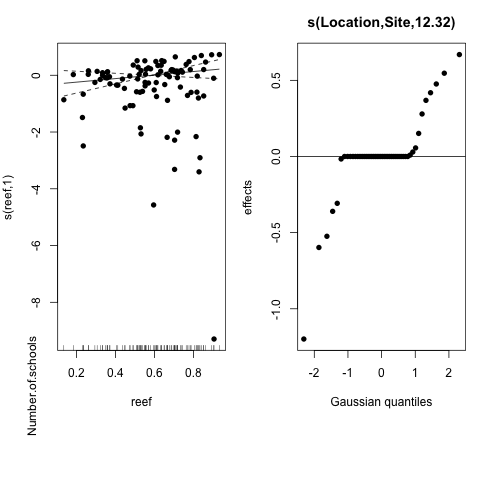 s(Location,Site,12.32)
s(reef,1)
0
-2
-4
-6
-8
0.2 0.4 0.6 0.8
reef
Number.of.schools
effects
0.5
0.0
-0.5
-1.0
-2 -1 0 1 2
Gaussian quantiles